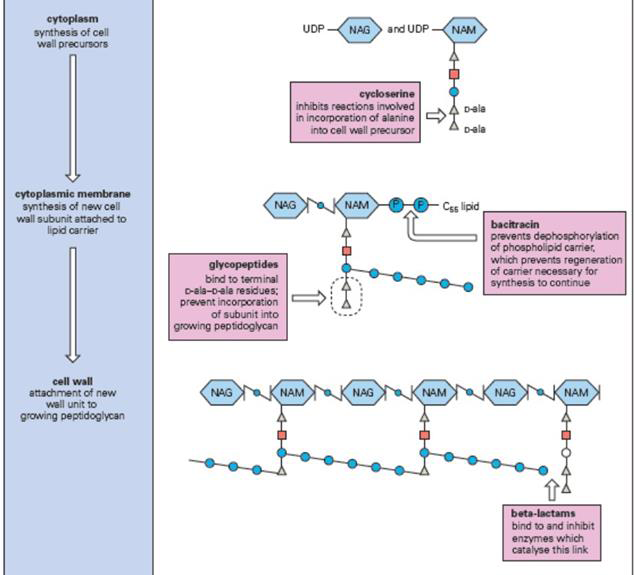 cytoplasm
synthesis of cell
wall precursors
UDP NAG and UDP NAM
cycloserine
inhibits reactions involved
in incorporation of alanine
into cell wall precursor
D-ala
D-ala
cytoplasmic membrane
synthesis of new cell
wall subunit attached to
lipid carrier
NAG NAM P P C55 lipid
bacitracin
prevents dephosphorylation
of phospholipid carrier,
which prevents regeneration
of carrier necessary for
synthesis to continue
glycopeptides
bind to terminal
D-ala–D-ala residues;
prevent incorporation
of subunit into
growing peptidoglycan
cell wall
attachment of new
wall unit to
growing peptidoglycan
NAG NAM NAG NAM NAG NAM
beta-lactams
bind to and inhibit
enzymes which
catalyse this link